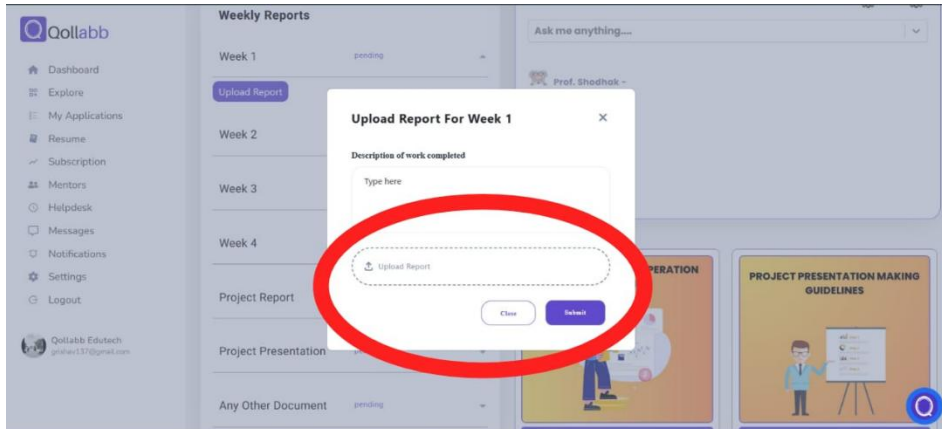 Qollabb
Dashboard
Explore
My Applications
Resume
Subscription
Mentors
Helpdesk
Messages
Notifications
Settings
Logout
Qollabb Edutech
Weekly Reports
Week 1
pending
Upload Report
Week 2
Week 3
Week 4
Project Report
Project Presentation
Any Other Document
pending
Upload Report For Week 1
Description of work completed
Type here
Upload Report
Close
Submit
Ask me anything....
Prof. Shodhak -
PERATION
PROJECT PRESENTATION MAKING
GUIDELINES